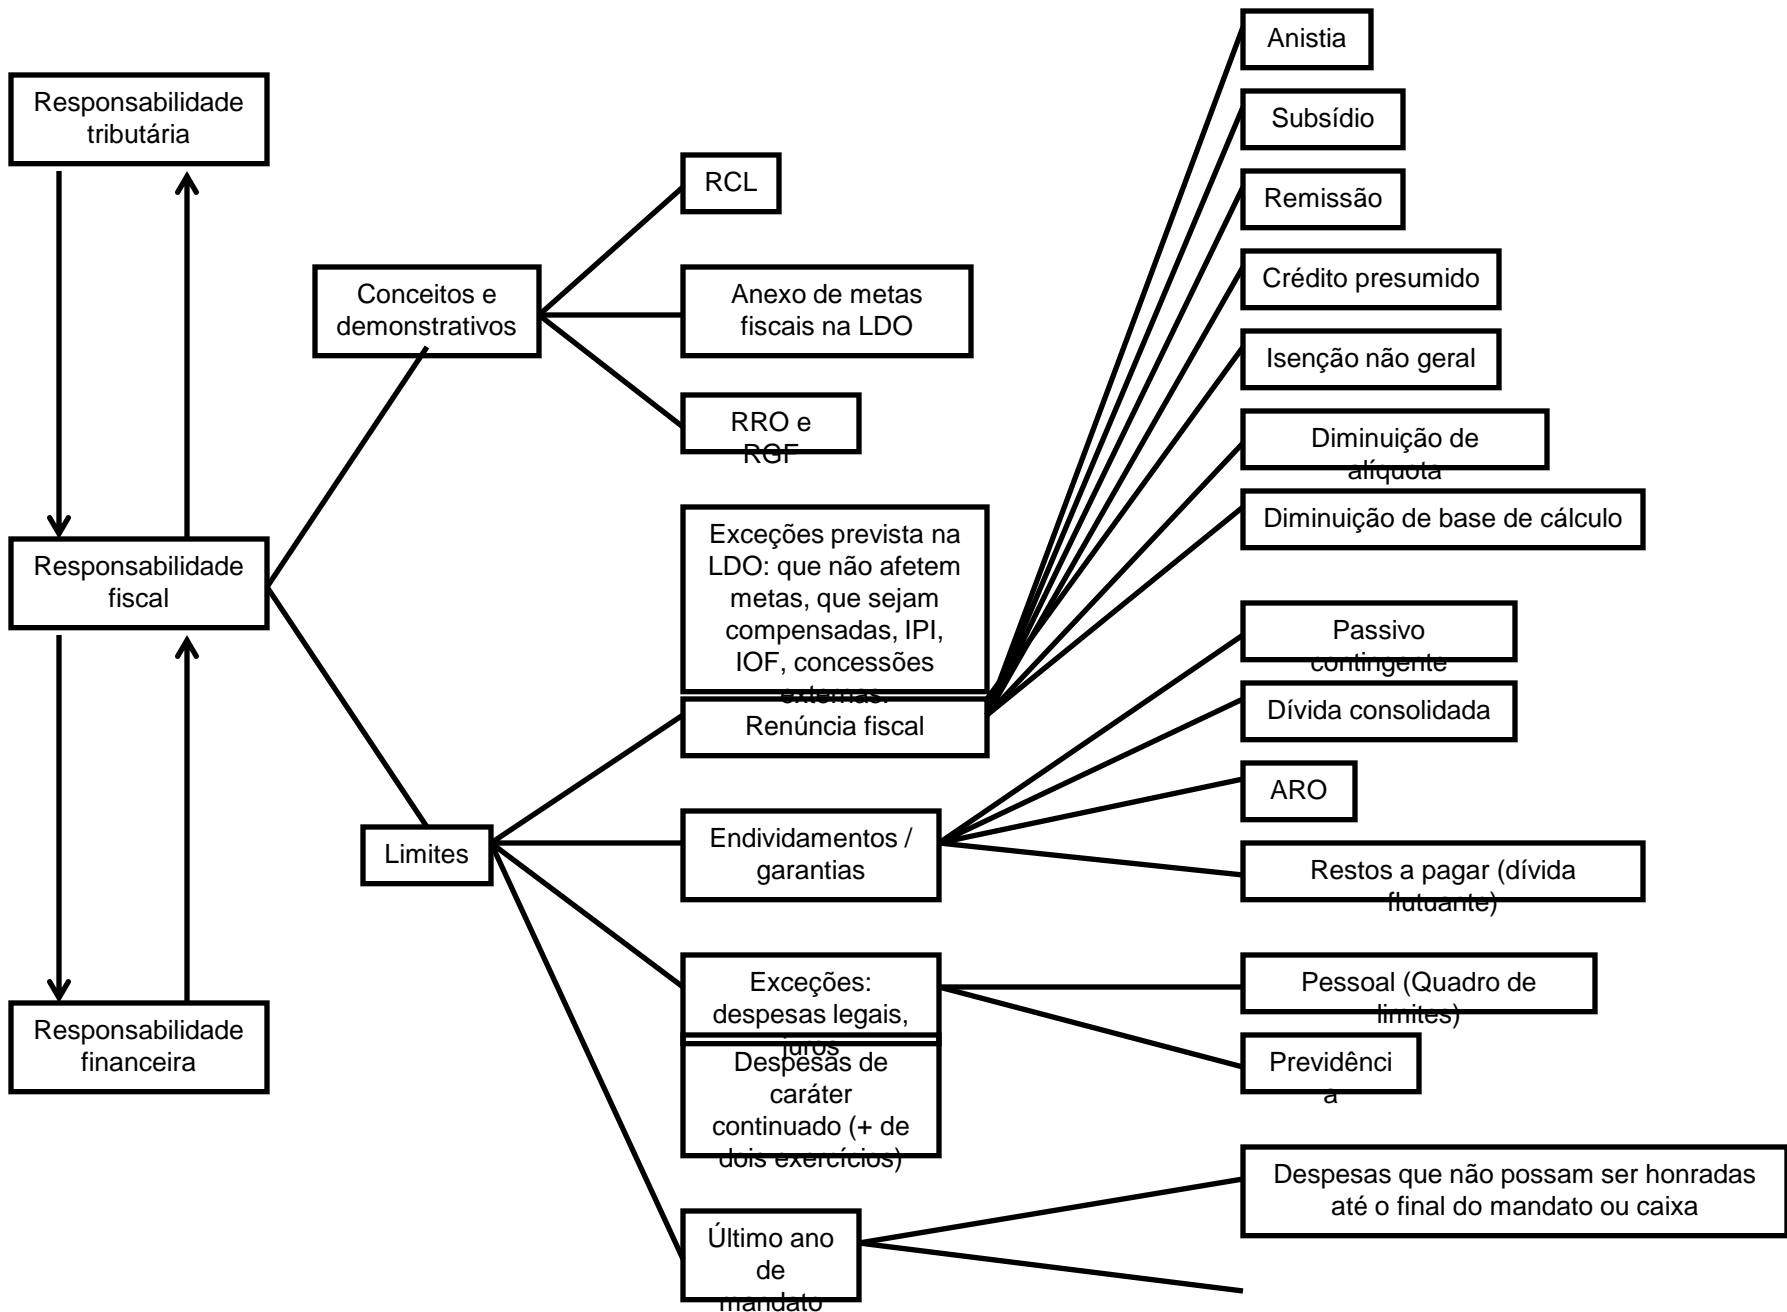 Responsabilidade
tributária
Responsabilidade
fiscal
Responsabilidade
financeira
Conceitos e
demonstrativos
Limites
RCL
Anexo de metas
fiscais na LDO
RRO e
RGF
Exceções prevista na
LDO: que não afetem
metas, que sejam
compensadas, IPI,
IOF, concessões
externas.
Renúncia fiscal
Endividamentos /
garantias
Exceções:
despesas legais,
juros
Despesas de
caráter
continuado (+ de
dois exercícios)
Último ano
de
mandato
Anistia
Subsídio
Remissão
Crédito presumido
Isenção não geral
Diminuição de
alíquota
Diminuição de base de cálculo
Passivo
contingente
Dívida consolidada
ARO
Restos a pagar (dívida
flutuante)
Pessoal (Quadro de
limites)
Previdênci
a
Despesas que não possam ser honradas
até o final do mandato ou caixa